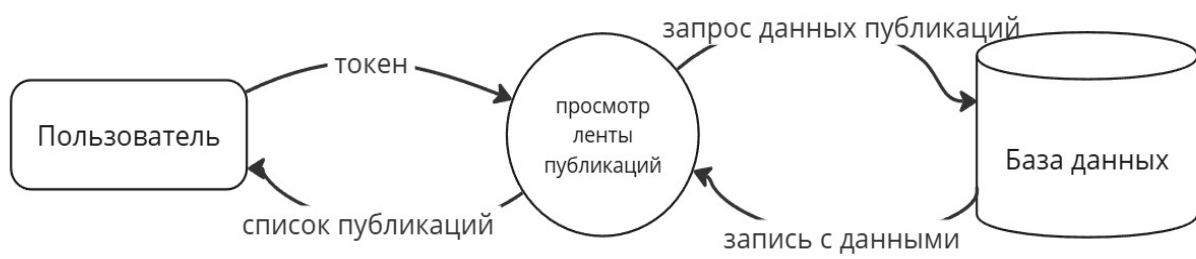 запрос данных публикаций
токен
просмотр
ленты
публикаций
Пользователь
База данных
список публикаций
запись с данными